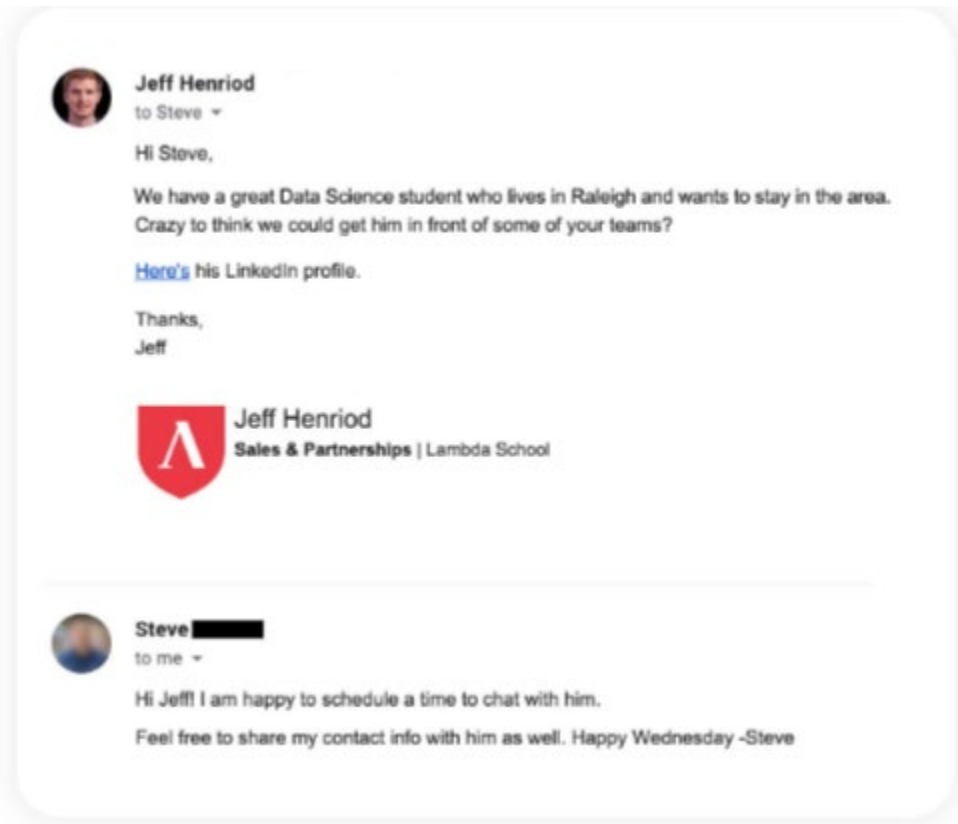 Jeff Henriod
to Steve
Hi Steve,
We have a great Data Science student who lives in Raleigh and wants to stay in the area.
Crazy to think we could get him in front of some of your teams?
Here's his LinkedIn profile.
Thanks,
Jeff
Jeff Henriod
Sales & Partnerships | Lambda School
Steve
to me
Hi Jeff! I am happy to schedule a time to chat with him.
Feel free to share my contact info with him as well. Happy Wednesday -Steve